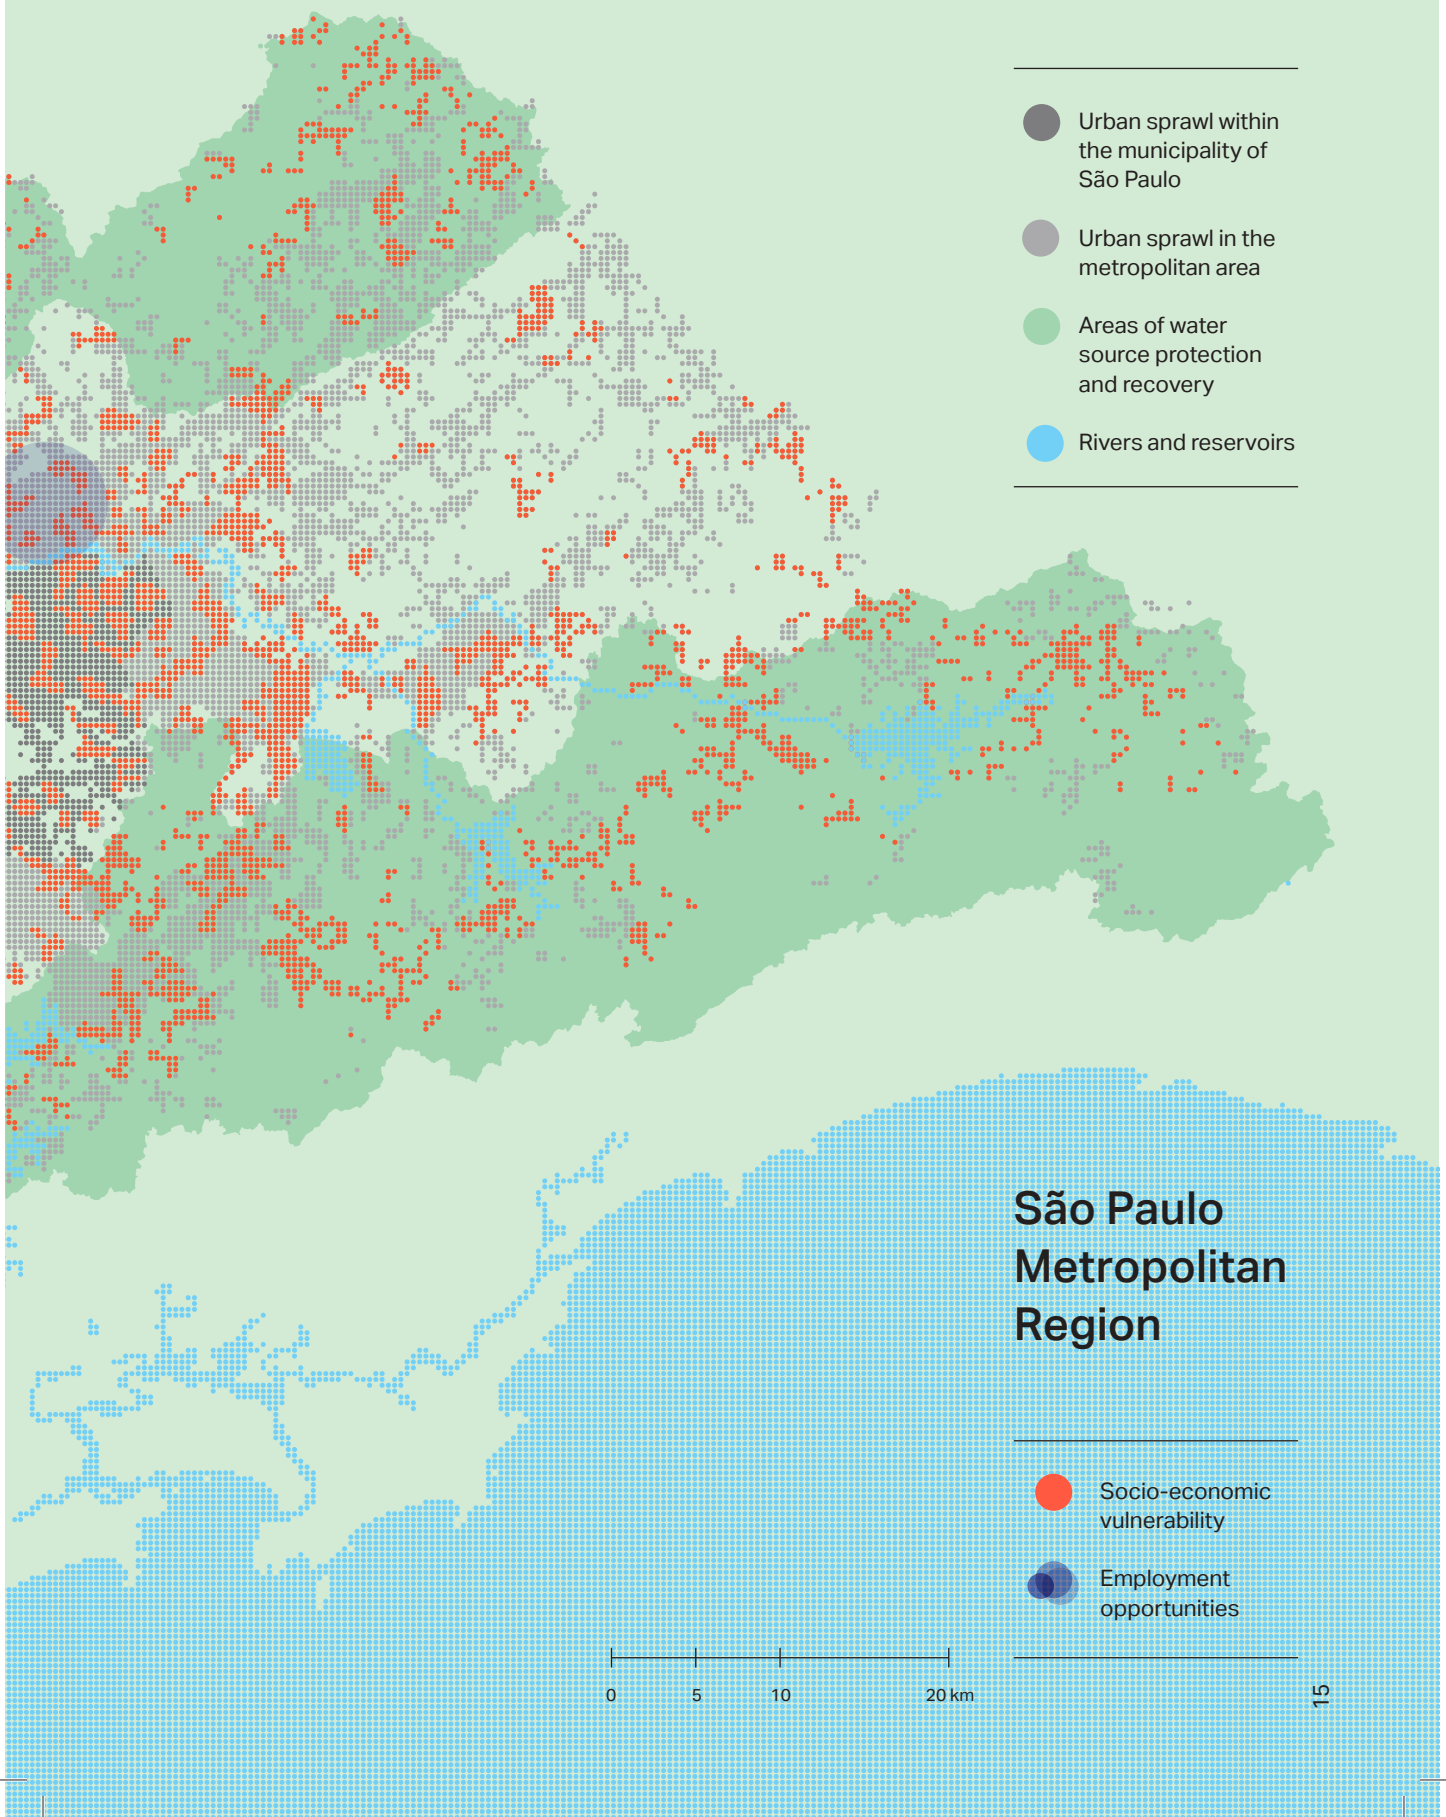 Urban sprawl within
the municipality of
São Paulo
Urban sprawl in the
metropolitan area
Areas of water
source protection
and recovery
Rivers and reservoirs
São Paulo
Metropolitan
Region
Socio-economic
vulnerability
Employment
opportunities
0 5 10 20 km
15